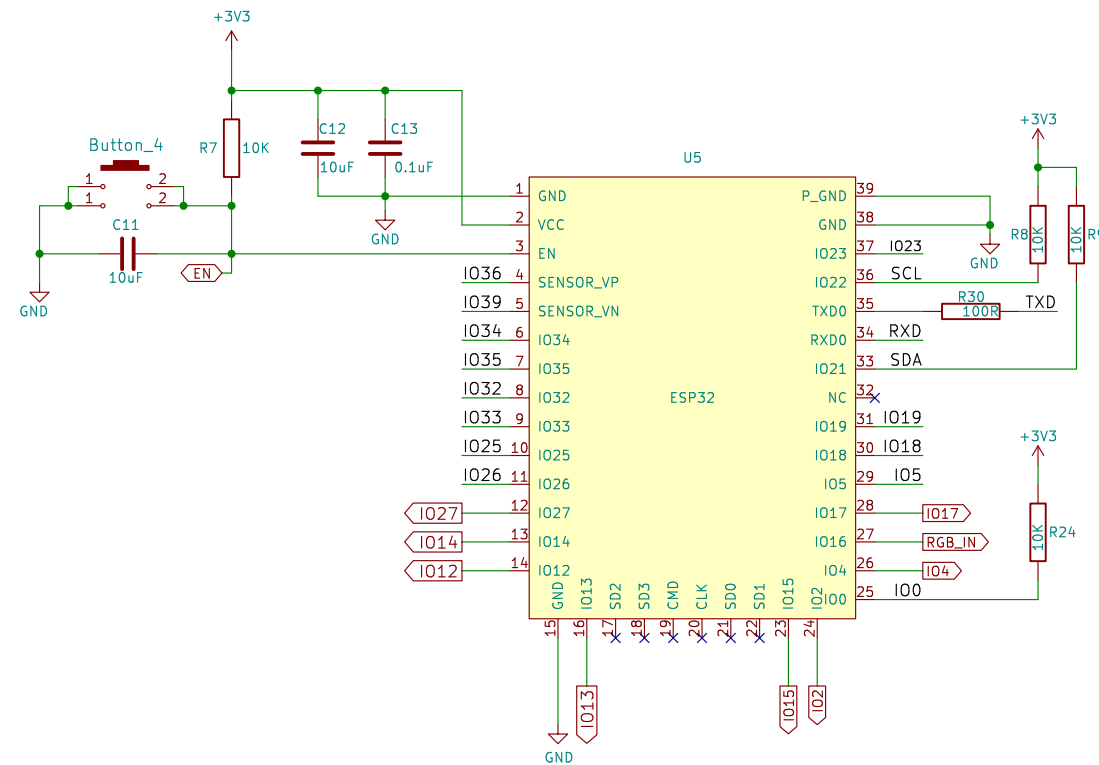 +3V3
Button_4
1 2
1 2
R7 10K
C12
10uF
C13
0.1uF
C11
10uF
EN
GND
GND
U5
ESP32
1 GND
2 VCC
3 EN
IO36 4 SENSOR_VP
IO39 5 SENSOR_VN
IO34 6 IO34
IO35 7 IO35
IO32 8 IO32
IO33 9 IO33
IO25 10 IO25
IO26 11 IO26
IO27 12 IO27
IO14 13 IO14
IO12 14 IO12
P_GND 39
GND 38
IO23 37 IO23
IO22 36 SCL
TXD0 35 R30 100R TXD
RXD0 34 RXD
IO21 33 SDA
NC 32
IO19 31 IO19
IO18 30 IO18
IO5 29 IO5
IO17 28 IO17
IO16 27 RGB_IN
IO4 26 IO4
IO0 25 IO0
GND
+3V3
R8 10K
10K
+3V3
10K R24
GND 15
IO13 16 IO13
SD2 17
SD3 18
CMD 19
CLK 20
SD0 21
SD1 22
IO15 23 IO15
IO2 24 IO2
GND